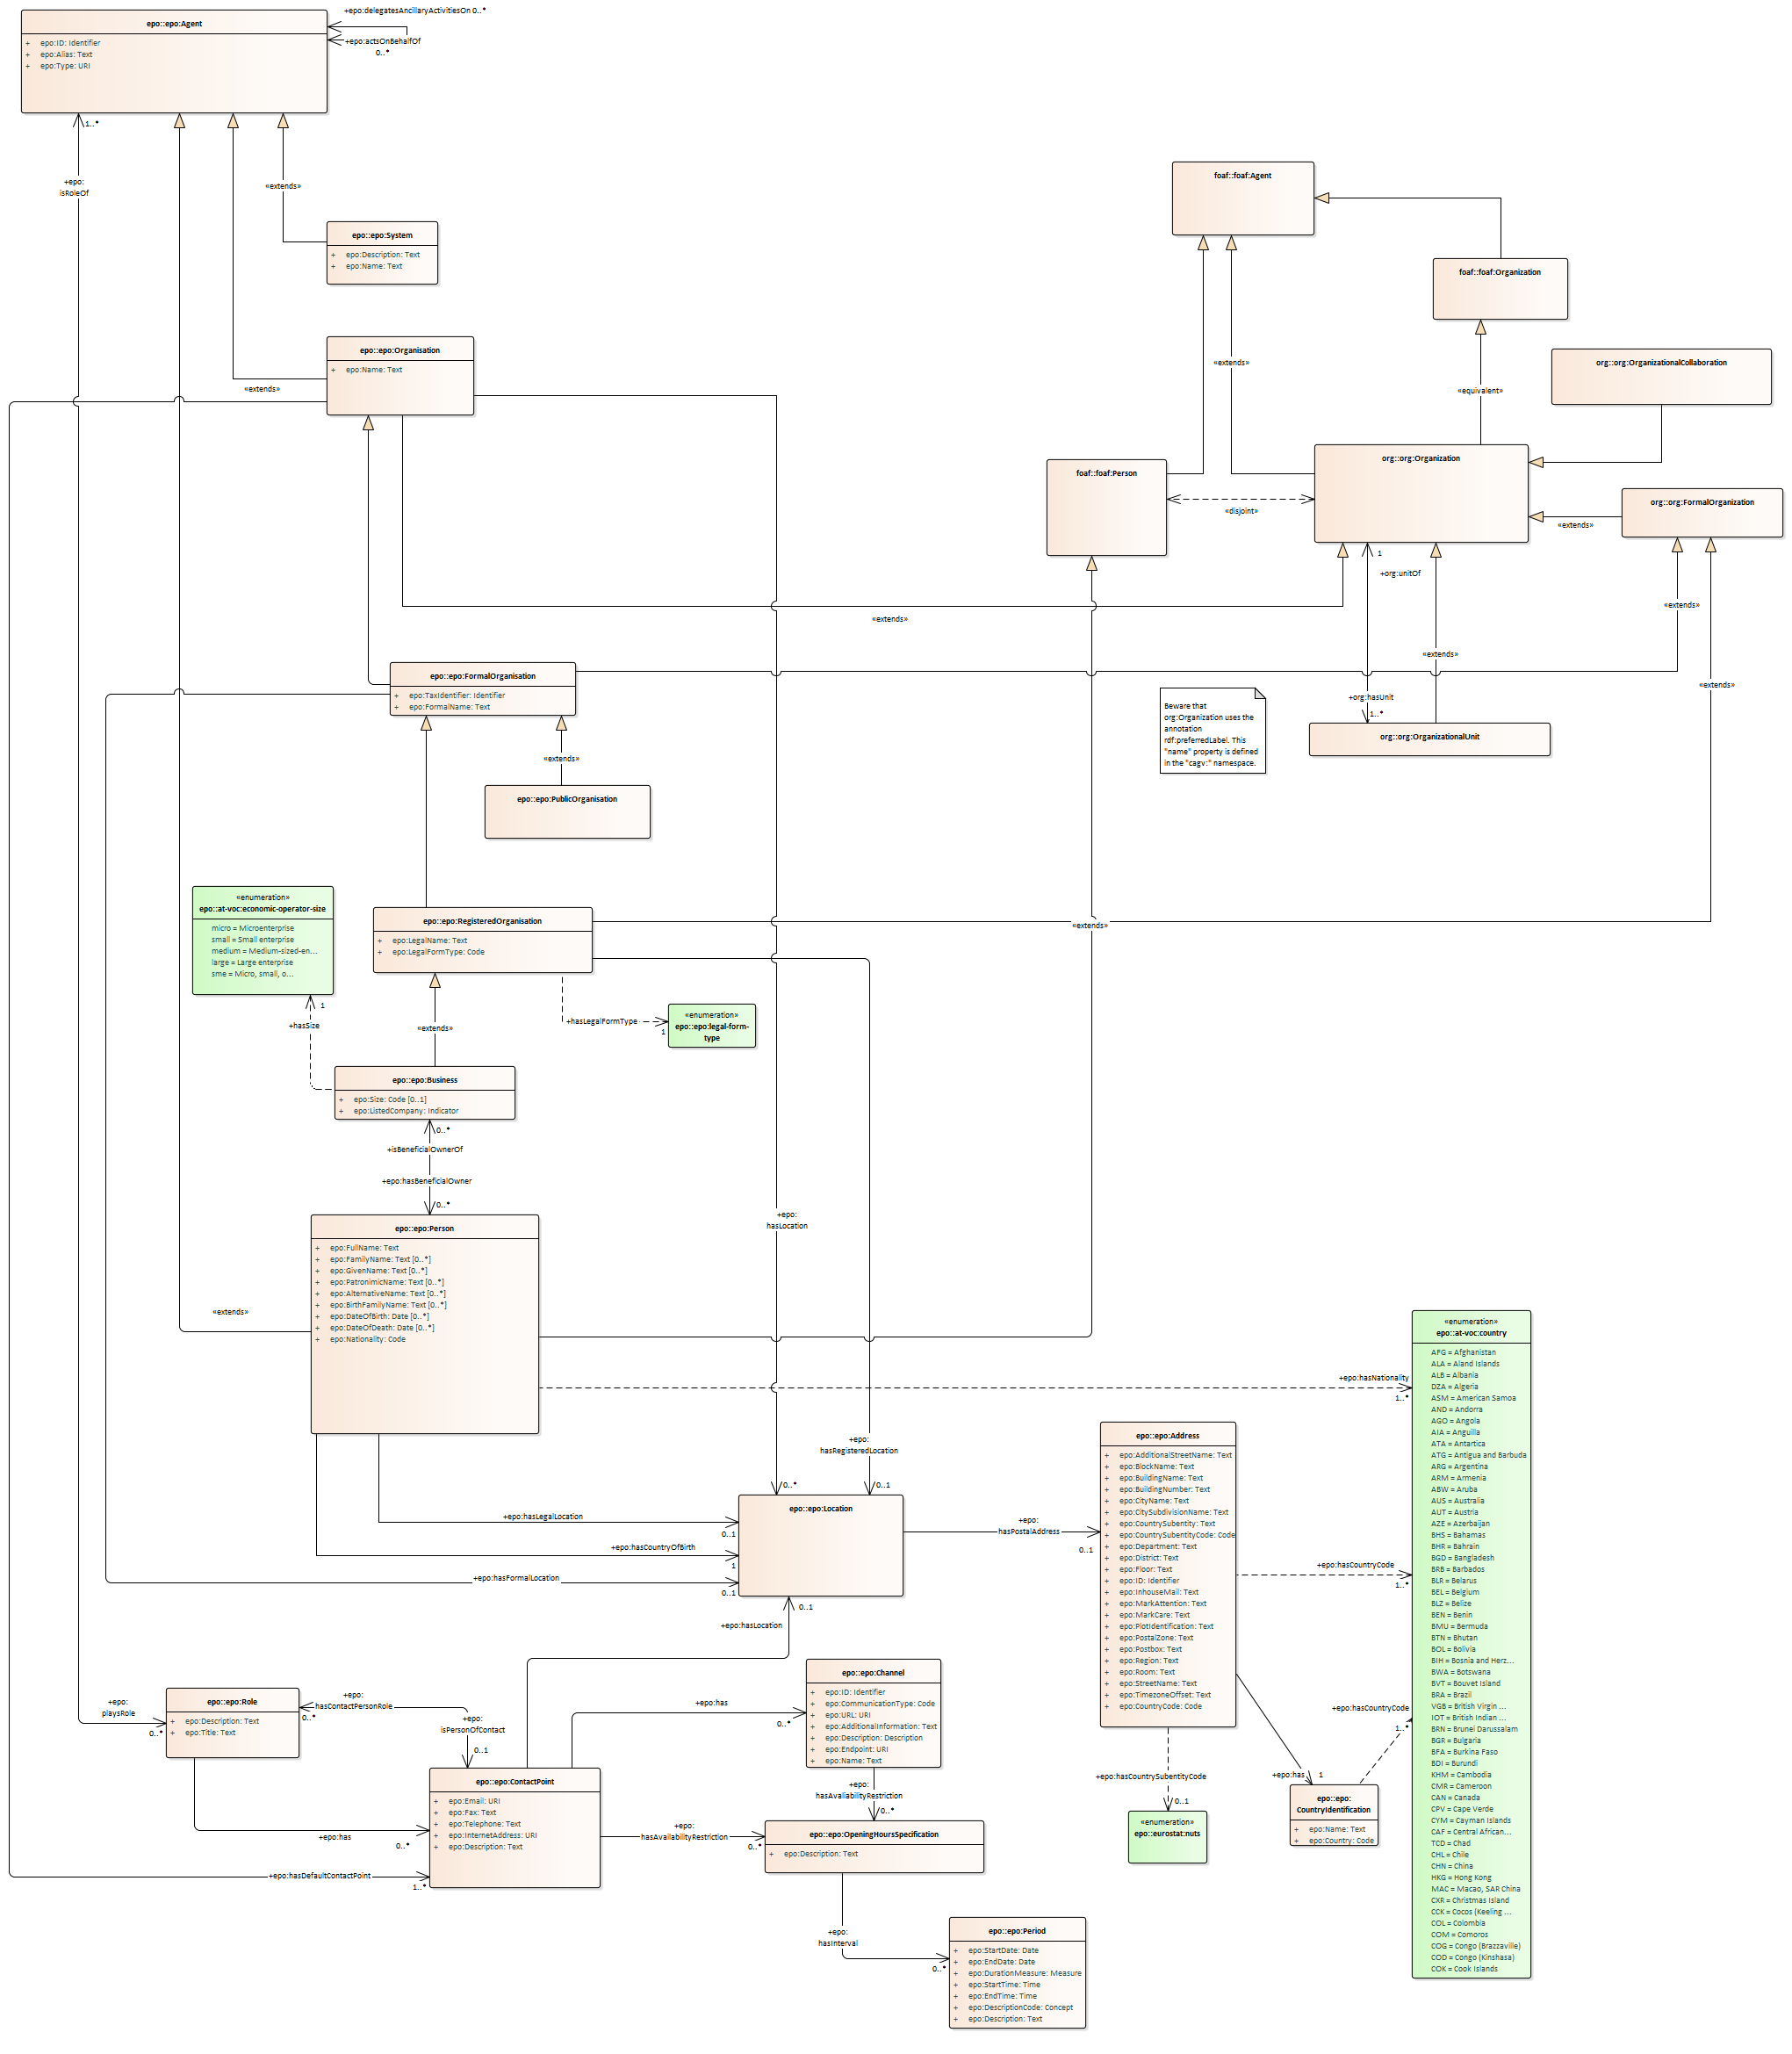 epo::epo:Agent
+ epo:ID: Identifier
+ epo:Alias: Text
+ epo:Type: URI
+epo:delegatesAncillaryActivitiesOn 0..*
+epo:actsOnBehalfOf
0..*
1..*
+epo:
isRoleOf
«extends»
epo::epo:System
+ epo:Description: Text
+ epo:Name: Text
epo::epo:Organisation
+ epo:Name: Text
«extends»
foaf::foaf:Agent
foaf::foaf:Organization
org::org:OrganizationalCollaboration
«extends»
«equivalent»
foaf::foaf:Person
org::org:Organization
org::org:FormalOrganization
«disjoint»
«extends»
1
+org:unitOf
«extends»
«extends»
«extends»
«extends»
+org:hasUnit
1..*
org::org:OrganizationalUnit
Beware that
org:Organization uses the
annotation
rdf:preferredLabel. This
"name" property is defined
in the "cagv:" namespace.
epo::epo:FormalOrganisation
+ epo:TaxIdentifier: Identifier
+ epo:FormalName: Text
«extends»
epo::epo:PublicOrganisation
«enumeration»
epo::at-voc:economic-operator-size
micro = Microenterprise
small = Small enterprise
medium = Medium-sized-en...
large = Large enterprise
sme = Micro, small, o...
epo::epo:RegisteredOrganisation
+ epo:LegalName: Text
+ epo:LegalFormType: Code
«extends»
1
+hasSize
«extends»
+hasLegalFormType
1
«enumeration»
epo::epo:legal-form-
type
epo::epo:Business
+ epo:Size: Code [0..1]
+ epo:ListedCompany: Indicator
0..*
+isBeneficialOwnerOf
+epo:hasBeneficialOwner
0..*
epo::epo:Person
+ epo:FullName: Text
+ epo:FamilyName: Text [0..*]
+ epo:GivenName: Text [0..*]
+ epo:PatronimicName: Text [0..*]
+ epo:AlternativeName: Text [0..*]
+ epo:BirthFamilyName: Text [0..*]
+ epo:DateOfBirth: Date [0..*]
+ epo:DateOfDeath: Date [0..*]
+ epo:Nationality: Code
«extends»
+epo:
hasLocation
+epo:hasNationality
1..*
+epo:
hasRegisteredLocation
0..*
0..1
epo::epo:Location
+epo:hasLegalLocation
0..1
+epo:hasCountryOfBirth
1
+epo:hasFormalLocation
0..1
+epo:
hasPostalAddress
0..1
+epo:hasLocation
0..1
epo::epo:Address
+ epo:AdditionalStreetName: Text
+ epo:BlockName: Text
+ epo:BuildingName: Text
+ epo:BuildingNumber: Text
+ epo:CityName: Text
+ epo:CitySubdivisionName: Text
+ epo:CountrySubentity: Text
+ epo:CountrySubentityCode: Code
+ epo:Department: Text
+ epo:District: Text
+ epo:Floor: Text
+ epo:ID: Identifier
+ epo:InhouseMail: Text
+ epo:MarkAttention: Text
+ epo:MarkCare: Text
+ epo:PlotIdentification: Text
+ epo:PostalZone: Text
+ epo:Postbox: Text
+ epo:Region: Text
+ epo:Room: Text
+ epo:StreetName: Text
+ epo:TimezoneOffset: Text
+ epo:CountryCode: Code
+epo:hasCountryCode
1..*
+epo:hasCountryCode
1..*
«enumeration»
epo::at-voc:country
AFG = Afghanistan
ALA = Aland Islands
ALB = Albania
DZA = Algeria
ASM = American Samoa
AND = Andorra
AGO = Angola
AIA = Anguilla
ATA = Antartica
ATG = Antigua and Barbuda
ARG = Argentina
ARM = Armenia
ABW = Aruba
AUS = Australia
AUT = Austria
AZE = Azerbaijan
BHS = Bahamas
BHR = Bahrain
BGD = Bangladesh
BRB = Barbados
BLR = Belarus
BEL = Belgium
BLZ = Belize
BEN = Benin
BMU = Bermuda
BTN = Bhutan
BOL = Bolivia
BIH = Bosnia and Herz...
BWA = Botswana
BVT = Bouvet Island
BRA = Brazil
VGB = British Virgin ...
IOT = British Indian ...
BRN = Brunei Darussalam
BGR = Bulgaria
BFA = Burkina Faso
BDI = Burundi
KHM = Cambodia
CMR = Cameroon
CAN = Canada
CPV = Cape Verde
CYM = Cayman Islands
CAF = Central African...
TCD = Chad
CHL = Chile
CHN = China
HKG = Hong Kong
MAC = Macao, SAR China
CXR = Christmas Island
CCK = Cocos (Keeling ...
COL = Colombia
COM = Comoros
COG = Congo (Brazzaville)
COD = Congo (Kinshasa)
COK = Cook Islands
+epo:
playsRole
0..*
epo::epo:Role
+ epo:Description: Text
+ epo:Title: Text
+epo:
hasContactPersonRole
0..*
+epo:
isPersonOfContact
0..1
+epo:has
0..*
epo::epo:Channel
+ epo:ID: Identifier
+ epo:CommunicationType: Code
+ epo:URL: URI
+ epo:AdditionalInformation: Text
+ epo:Description: Description
+ epo:Endpoint: URI
+ epo:Name: Text
epo::epo:ContactPoint
+ epo:Email: URI
+ epo:Fax: Text
+ epo:Telephone: Text
+ epo:InternetAddress: URI
+ epo:Description: Text
+epo:has
0..*
+epo:hasDefaultContactPoint
1..*
+epo:
hasAvaliabilityRestriction
0..*
+epo:
hasAvailabilityRestriction
0..*
epo::epo:OpeningHoursSpecification
+ epo:Description: Text
+epo:hasCountrySubentityCode
0..1
«enumeration»
epo::eurostat:nuts
+epo:has
1
epo::epo:
CountryIdentification
+ epo:Name: Text
+ epo:Country: Code
+epo:
hasInterval
0..*
epo::epo:Period
+ epo:StartDate: Date
+ epo:EndDate: Date
+ epo:DurationMeasure: Measure
+ epo:StartTime: Time
+ epo:EndTime: Time
+ epo:DescriptionCode: Concept
+ epo:Description: Text